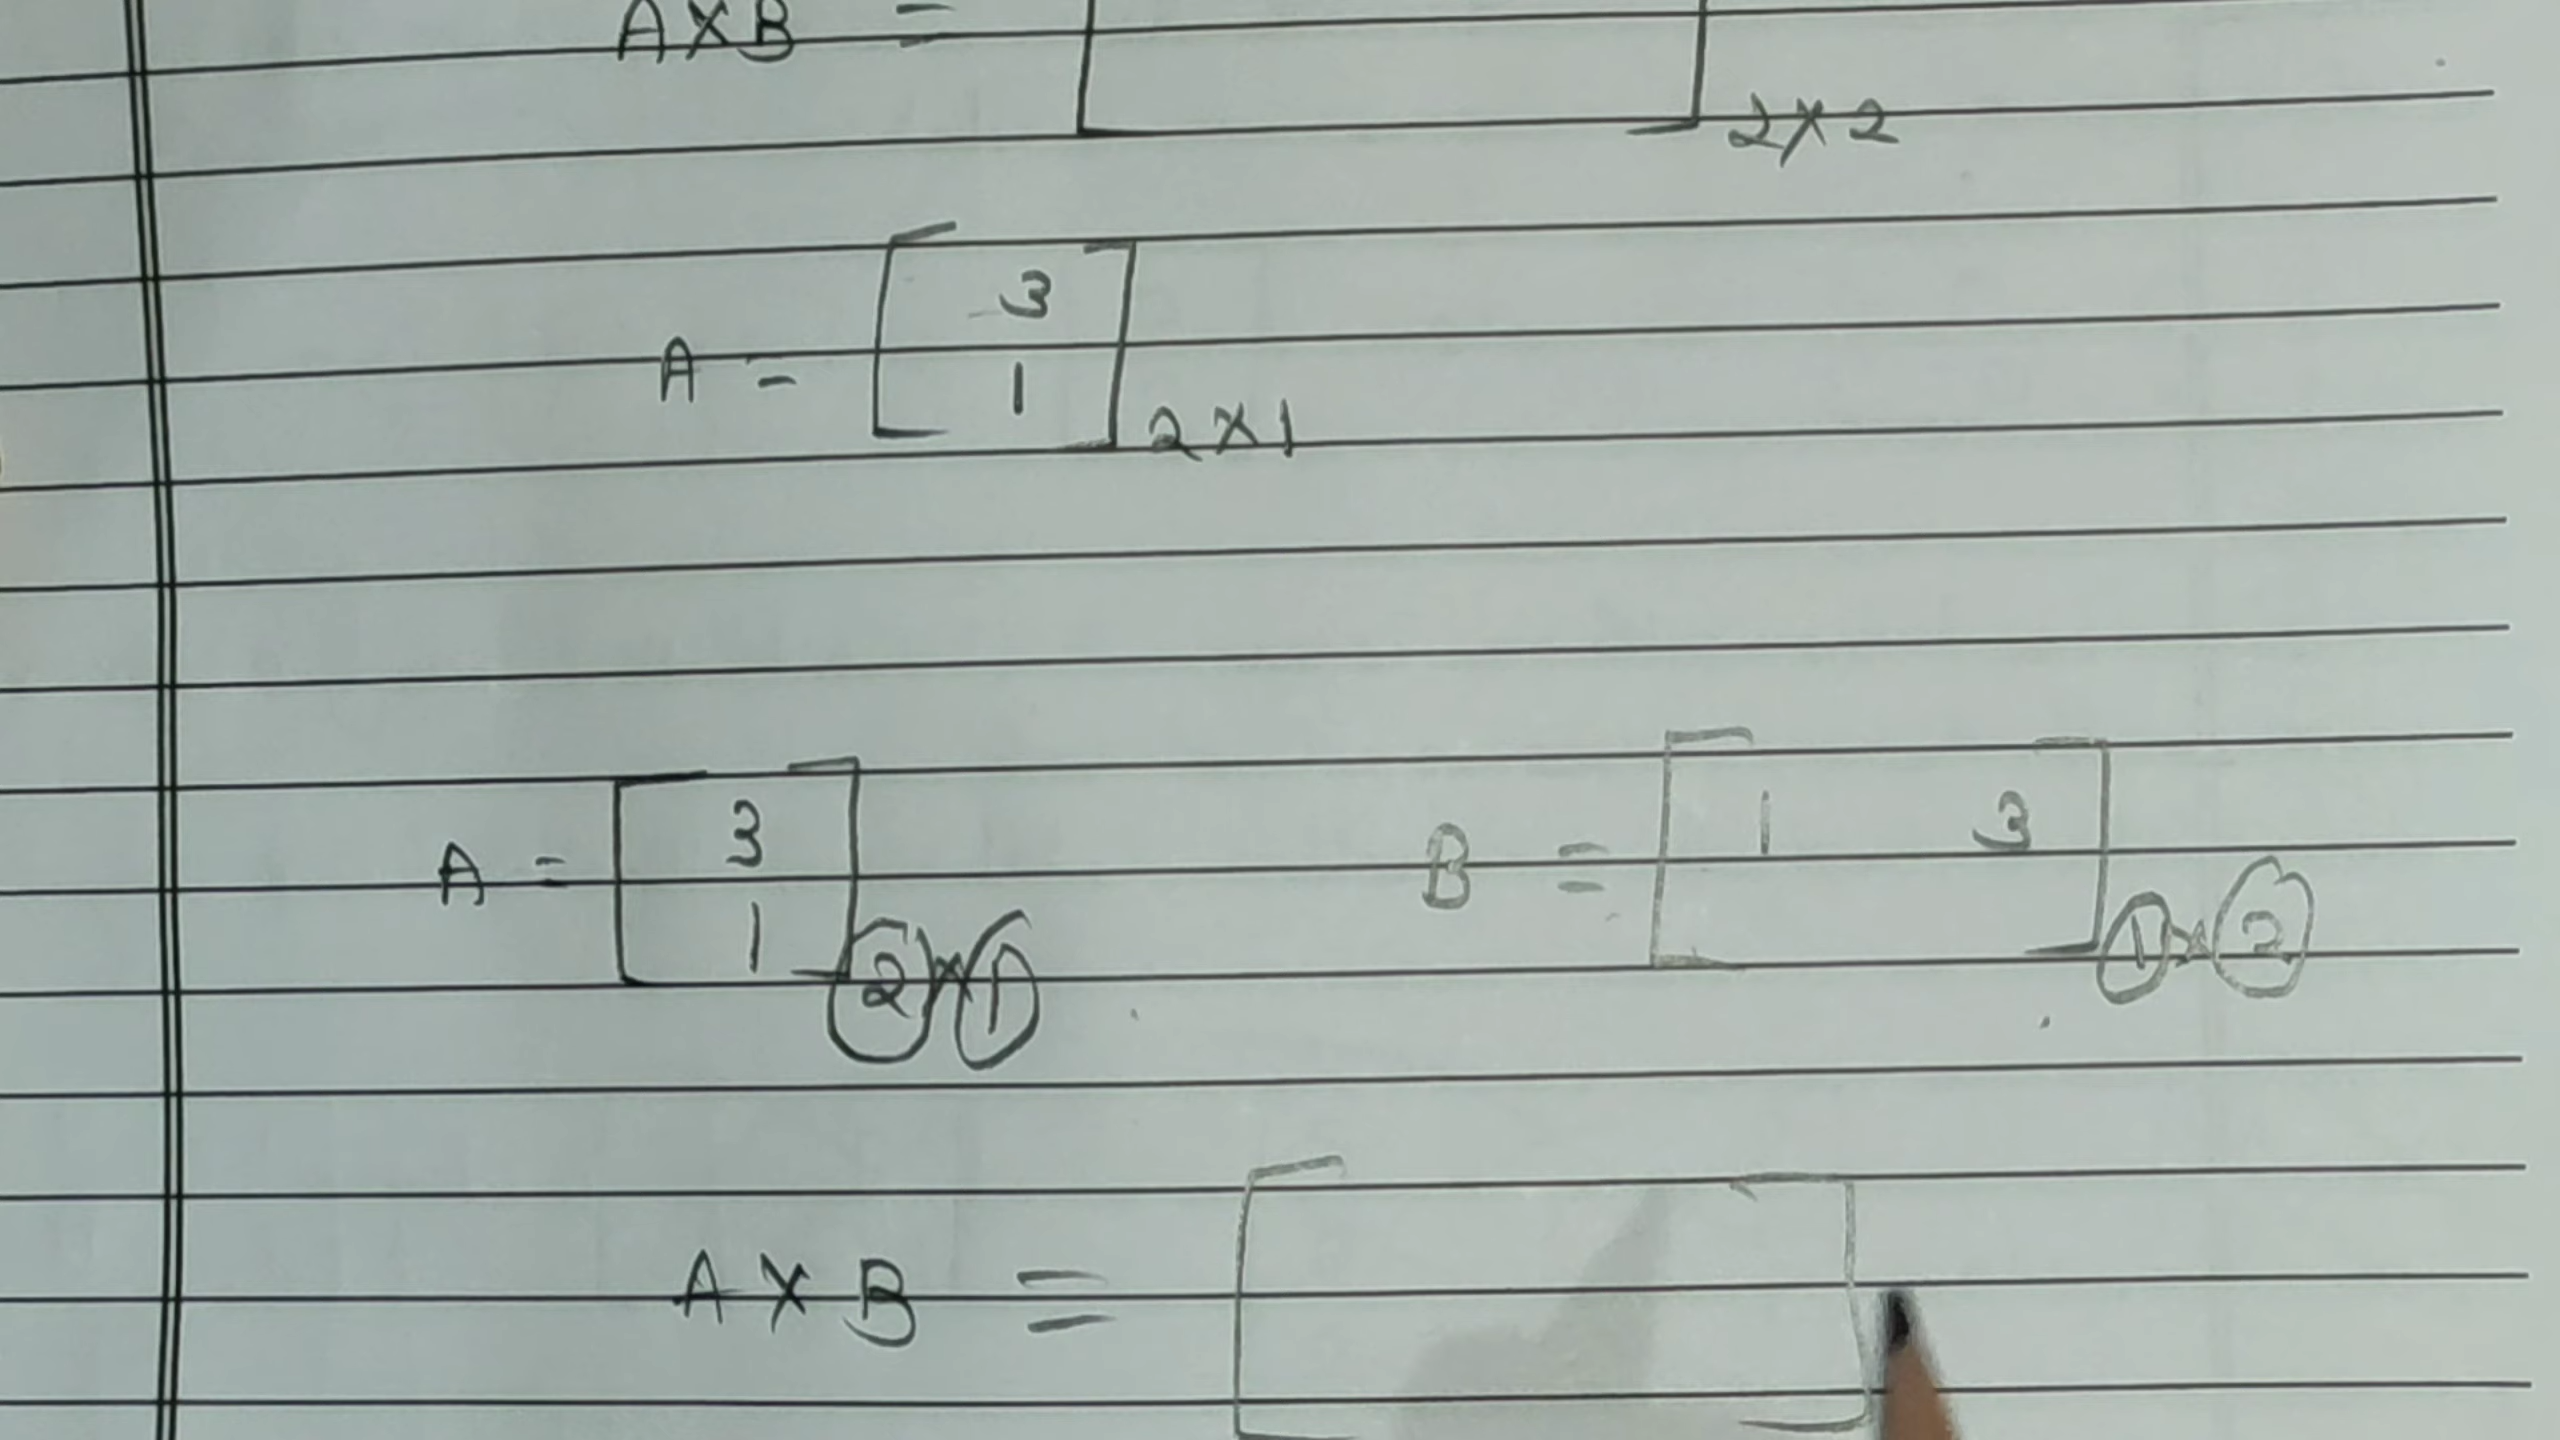 A×B = [ ] 2×2
A = [ 3
1 ] 2×1
A = [ 3 B = [ 1 3 ] 1×2
1 ] 2×1
A × B = [ ]